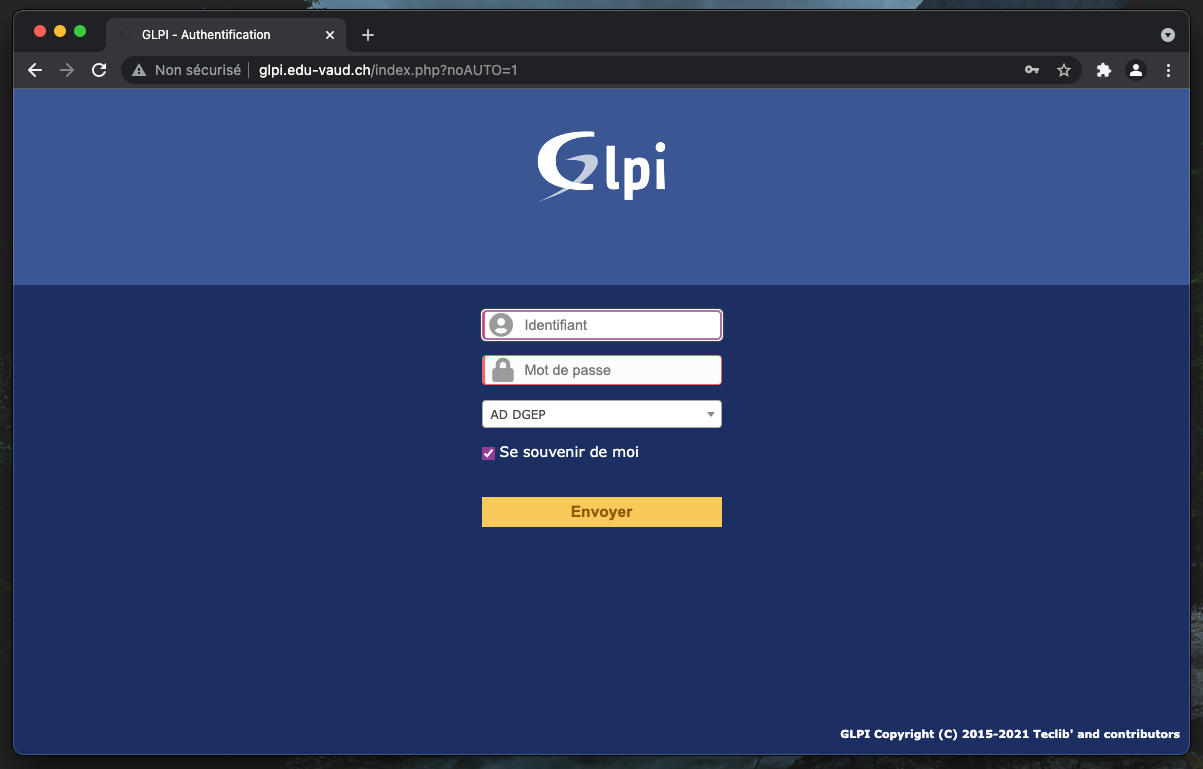 GLPI - Authentification
Non sécurisé
glpi.edu-vaud.ch/index.php?noAUTO=1
Glpi
Identifiant
Mot de passe
AD DGEP
Se souvenir de moi
Envoyer
GLPI Copyright (C) 2015-2021 Teclib' and contributors